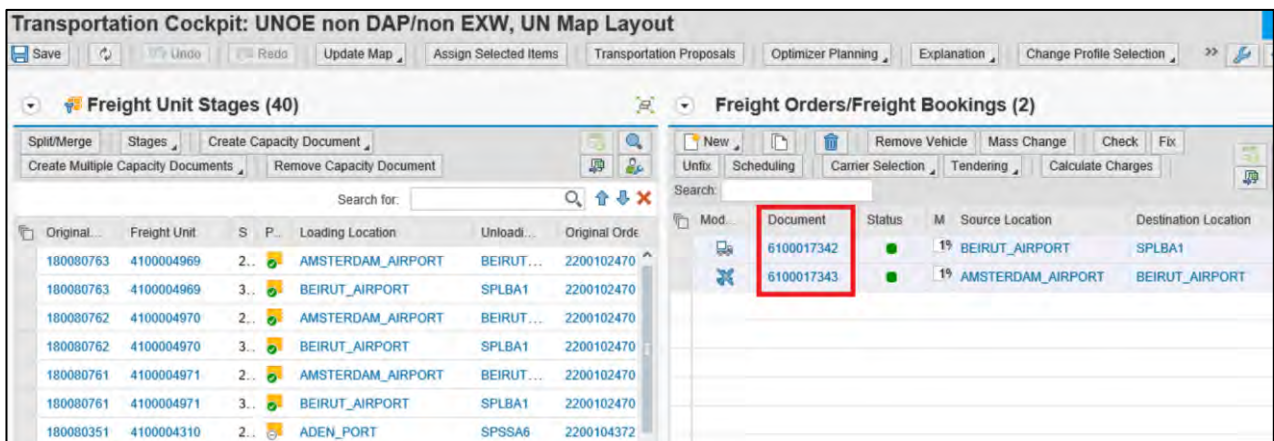 Transportation Cockpit: UNOE non DAP/non EXW, UN Map Layout
Save Undo Redo Update Map Assign Selected Items Transportation Proposals Optimizer Planning Explanation Change Profile Selection >>
Freight Unit Stages (40)
Split/Merge Stages Create Capacity Document
Create Multiple Capacity Documents Remove Capacity Document
Search for:
Original... Freight Unit S P... Loading Location Unloadi... Original Orde
180080763 4100004969 2... AMSTERDAM_AIRPORT BEIRUT... 2200102470
180080763 4100004969 3... BEIRUT_AIRPORT SPLBA1 2200102470
180080762 4100004970 2... AMSTERDAM_AIRPORT BEIRUT... 2200102470
180080762 4100004970 3... BEIRUT_AIRPORT SPLBA1 2200102470
180080761 4100004971 2... AMSTERDAM_AIRPORT BEIRUT... 2200102470
180080761 4100004971 3... BEIRUT_AIRPORT SPLBA1 2200102470
180080351 4100004310 2... ADEN_PORT SPSSA6 2200104372
Freight Orders/Freight Bookings (2)
New Remove Vehicle Mass Change Check Fix
Unfix Scheduling Carrier Selection Tendering Calculate Charges
Search:
Mod... Document Status M Source Location Destination Location
6100017342 BEIRUT_AIRPORT SPLBA1
6100017343 AMSTERDAM_AIRPORT BEIRUT_AIRPORT